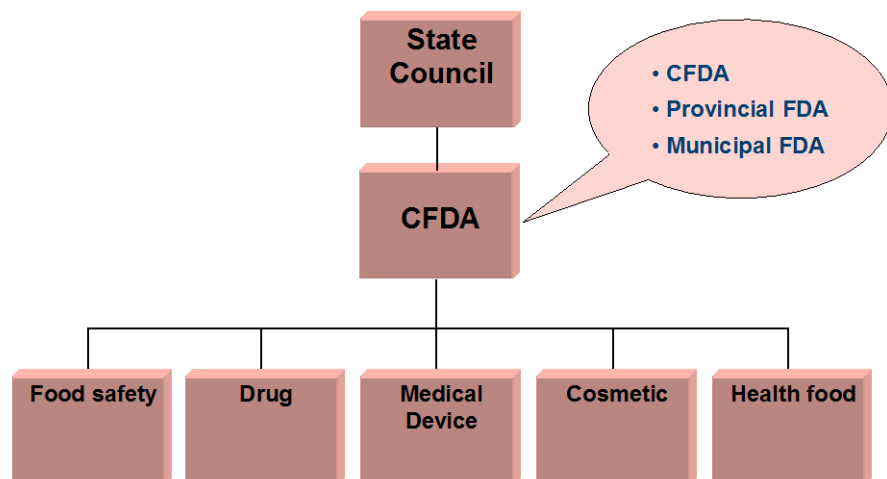 State
Council
• CFDA
• Provincial FDA
• Municipal FDA
CFDA
Food safety
Drug
Medical
Device
Cosmetic
Health food